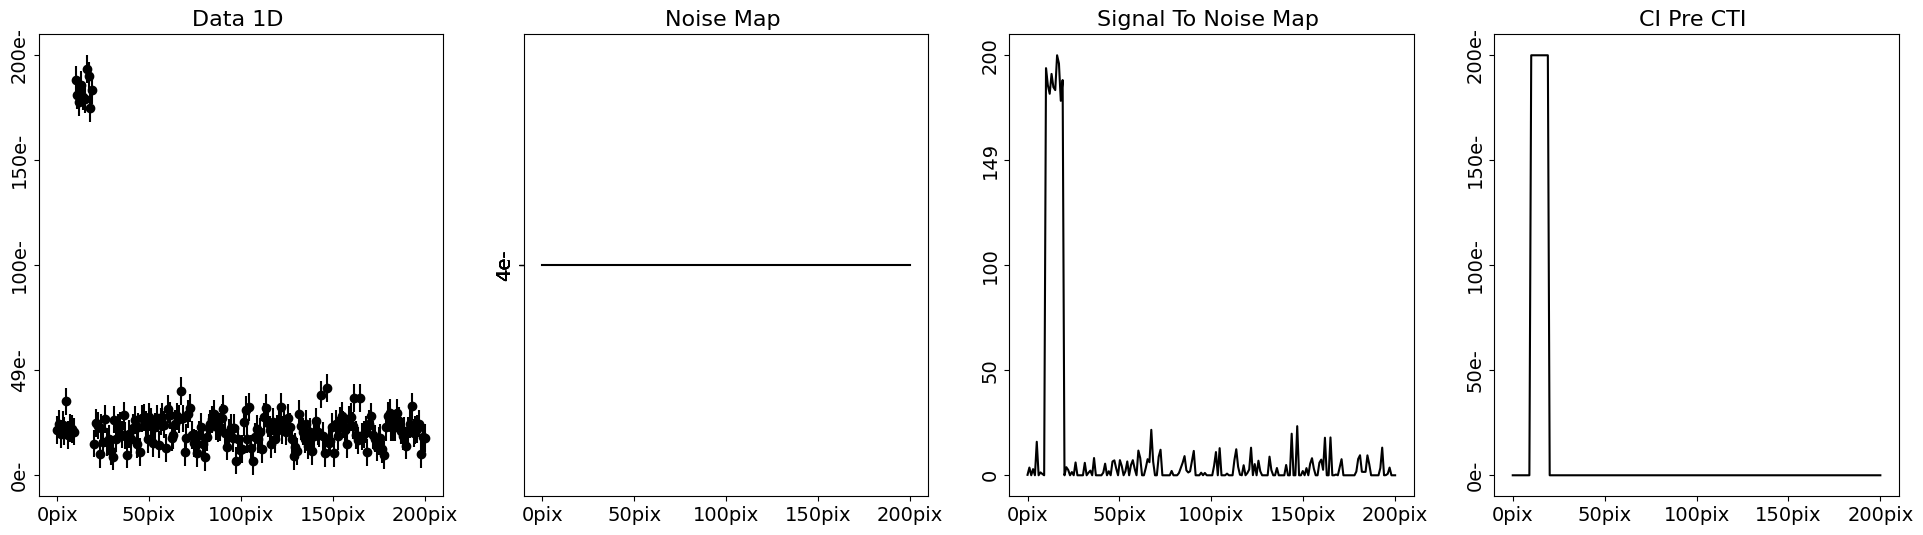 Data 1D
200e-
150e-
100e-
49e-
0e-
0pix 50pix 100pix 150pix 200pix
Noise Map
4e-
0pix 50pix 100pix 150pix 200pix
Signal To Noise Map
200
149
100
50
0
0pix 50pix 100pix 150pix 200pix
CI Pre CTI
200e-
150e-
100e-
50e-
0e-
0pix 50pix 100pix 150pix 200pix